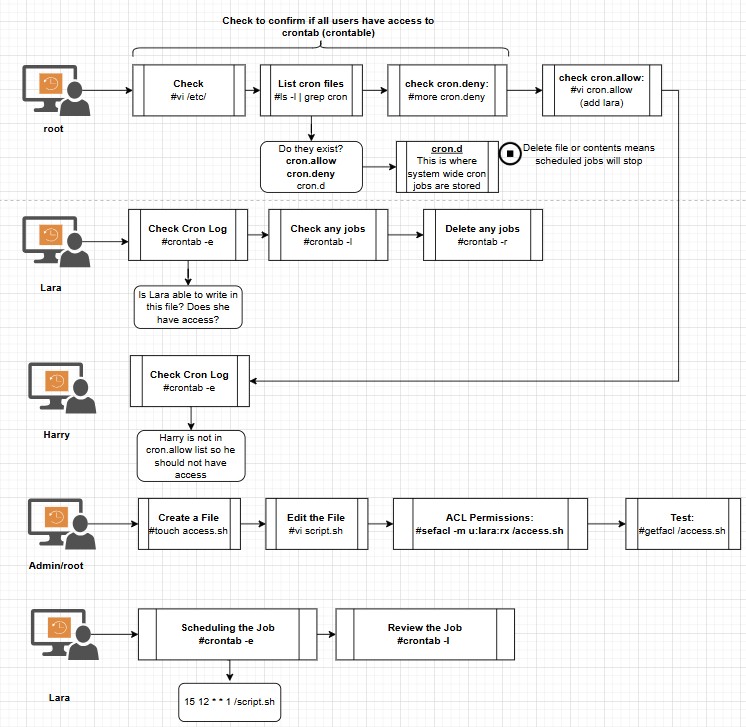 Check to confirm if all users have access to
crontab (crontable)
root
Check
#vi /etc/
List cron files
#ls -l | grep cron
check cron.deny:
#more cron.deny
check cron.allow:
#vi cron.allow
(add lara)
Do they exist?
cron.allow
cron.deny
cron.d
cron.d
This is where
system wide cron
jobs are stored
Delete file or contents means
scheduled jobs will stop
Lara
Check Cron Log
#crontab -e
Check any jobs
#crontab -l
Delete any jobs
#crontab -r
Is Lara able to write in
this file? Does she
have access?
Harry
Check Cron Log
#crontab -e
Harry is not in
cron.allow list so he
should not have
access
Admin/root
Create a File
#touch access.sh
Edit the File
#vi script.sh
ACL Permissions:
#sefacl -m u:lara:rx /access.sh
Test:
#getfacl /access.sh
Lara
Scheduling the Job
#crontab -e
Review the Job
#crontab -l
15 12 * * 1 /script.sh